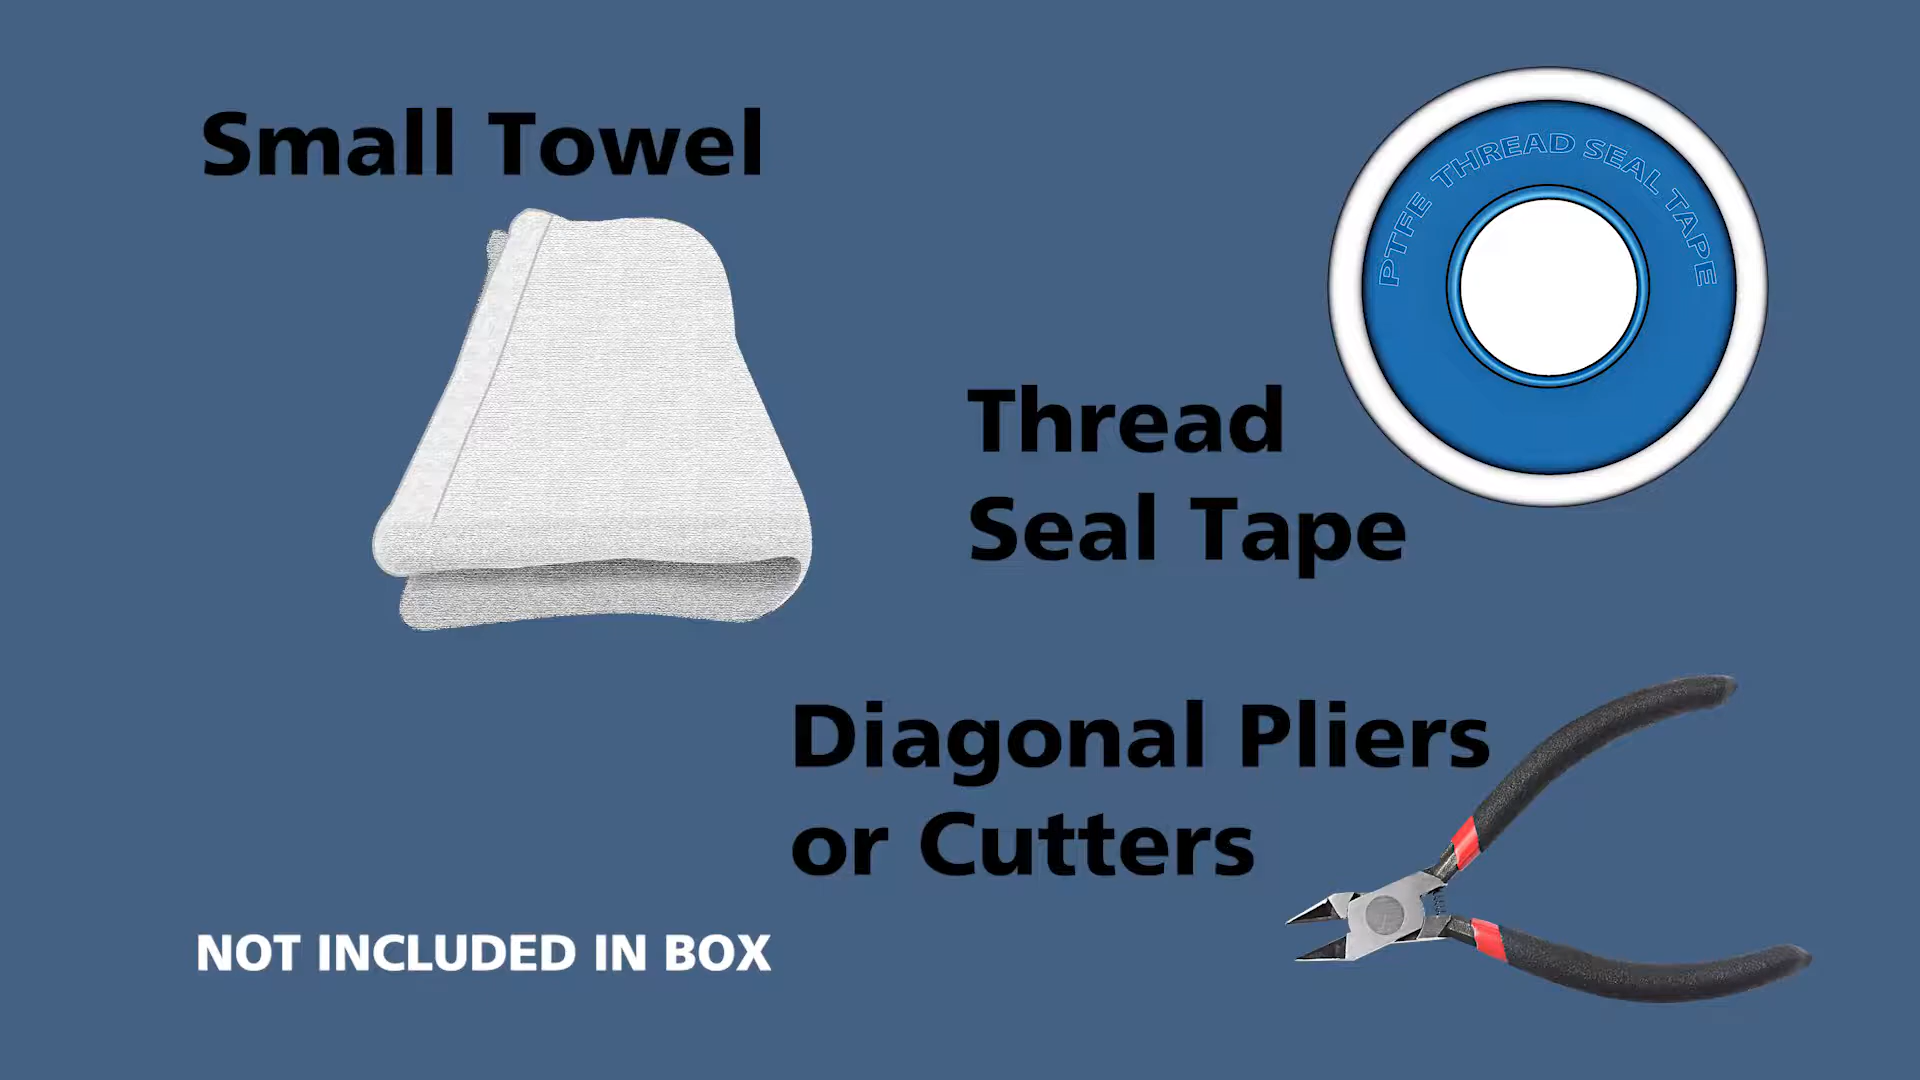 Small Towel
PTFE THREAD SEAL TAPE
Thread
Seal Tape
Diagonal Pliers
or Cutters
NOT INCLUDED IN BOX